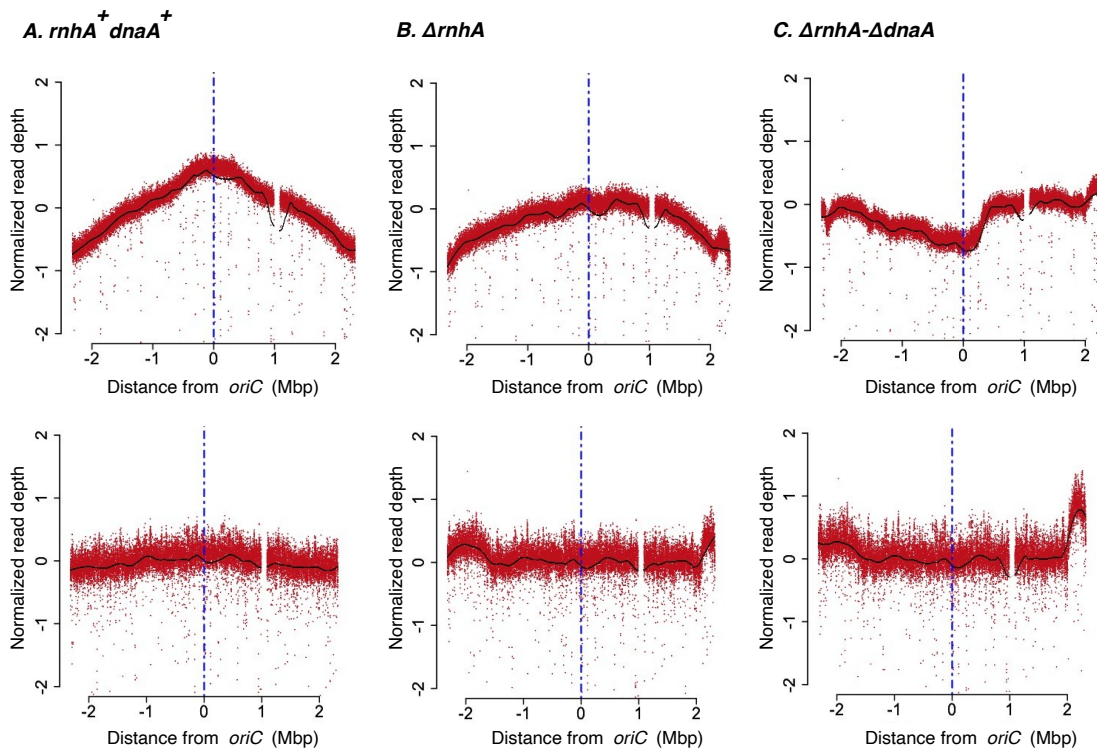 A. rnhA+ dnaA+
B. ΔrnhA
C. ΔrnhA-ΔdnaA
Normalized read depth
2
1
0
-1
-2
-2 -1 0 1 2
Distance from oriC (Mbp)
Normalized read depth
2
1
0
-1
-2
-2 -1 0 1 2
Distance from oriC (Mbp)
Normalized read depth
2
1
0
-1
-2
-2 -1 0 1 2
Distance from oriC (Mbp)
Normalized read depth
2
1
0
-1
-2
-2 -1 0 1 2
Distance from oriC (Mbp)
Normalized read depth
2
1
0
-1
-2
-2 -1 0 1 2
Distance from oriC (Mbp)
Normalized read depth
2
1
0
-1
-2
-2 -1 0 1 2
Distance from oriC (Mbp)